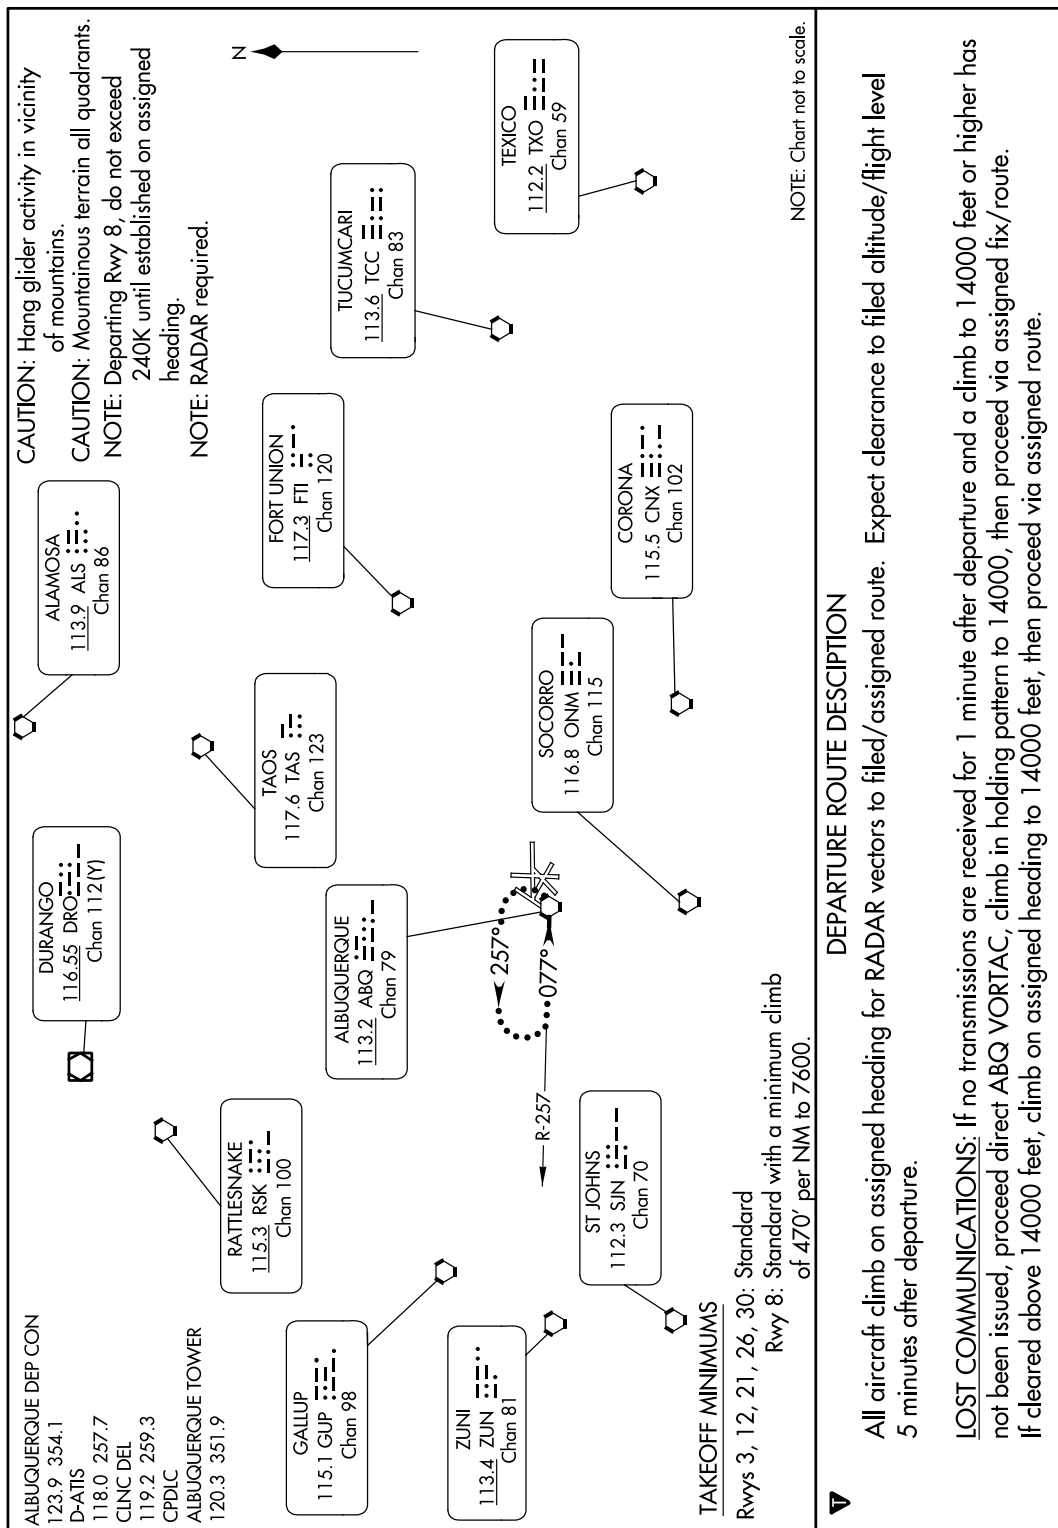 ALBUQUERQUE DEP CON
123.9 354.1
D-ATIS
118.0 257.7
CLNC DEL
119.2 259.3
CPDLC
ALBUQUERQUE TOWER
120.3 351.9
CAUTION: Hang glider activity in vicinity
of mountains.
CAUTION: Mountainous terrain all quadrants.
NOTE: Departing Rwy 8, do not exceed
240K until established on assigned
heading.
NOTE: RADAR required.
N
DURANGO
116.55 DRO
Chan 112(Y)
ALAMOSA
113.9 ALS
Chan 86
RATTLESNAKE
115.3 RSK
Chan 100
TAOS
117.6 TAS
Chan 123
FORT UNION
117.3 FTI
Chan 120
TUCUMCARI
113.6 TCC
Chan 83
GALLUP
115.1 GUP
Chan 98
ALBUQUERQUE
113.2 ABQ
Chan 79
ZUNI
113.4 ZUN
Chan 81
TEXICO
112.2 TXO
Chan 59
257°
077°
R-257
ST JOHNS
112.3 SJN
Chan 70
SOCORRO
116.8 ONM
Chan 115
CORONA
115.5 CNX
Chan 102
TAKEOFF MINIMUMS
Rwys 3, 12, 21, 26, 30: Standard
Rwy 8: Standard with a minimum climb
of 470' per NM to 7600.
NOTE: Chart not to scale.
T
DEPARTURE ROUTE DESCIPTION
All aircraft climb on assigned heading for RADAR vectors to filed/assigned route. Expect clearance to filed altitude/flight level
5 minutes after departure.
LOST COMMUNICATIONS: If no transmissions are received for 1 minute after departure and a climb to 14000 feet or higher has
not been issued, proceed direct ABQ VORTAC, climb in holding pattern to 14000, then proceed via assigned fix/route.
If cleared above 14000 feet, climb on assigned heading to 14000 feet, then proceed via assigned route.